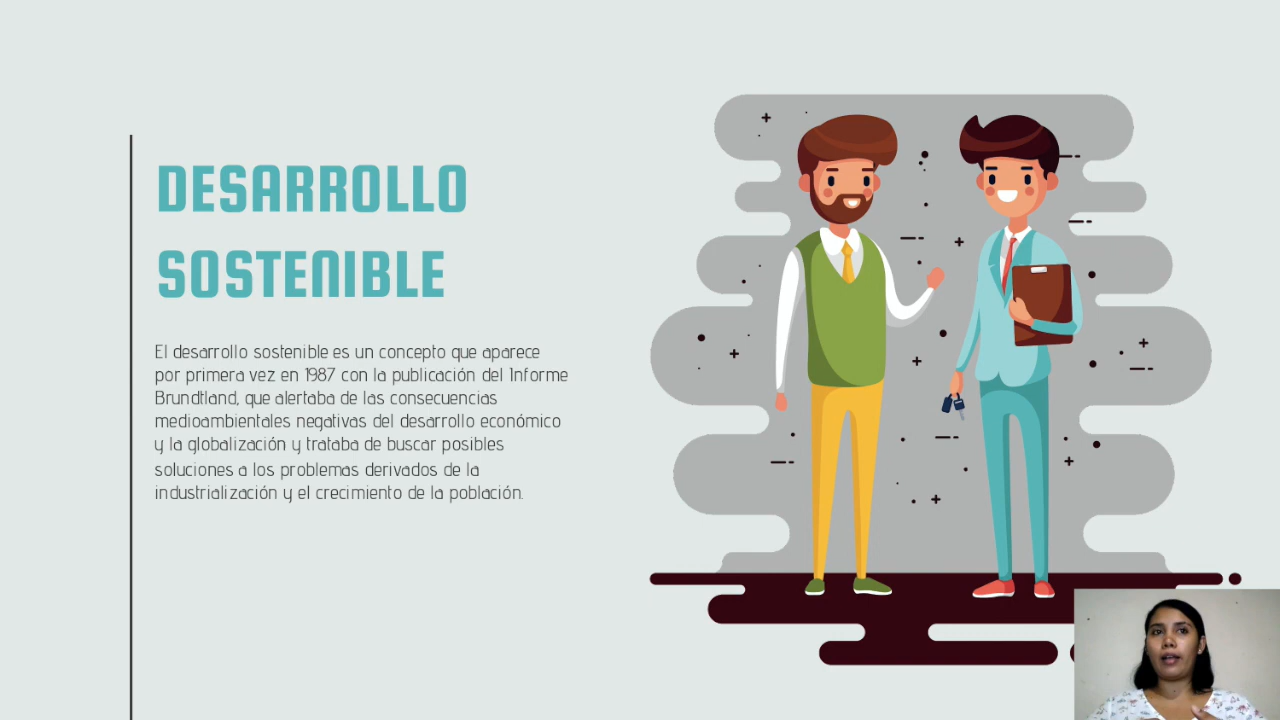 DESARROLLO
SOSTENIBLE
El desarrollo sostenible es un concepto que aparece
por primera vez en 1987 con la publicación del Informe
Brundtland, que alertaba de las consecuencias
medioambientales negativas del desarrollo económico
y la globalización y trataba de buscar posibles
soluciones a los problemas derivados de la
industrialización y el crecimiento de la población.